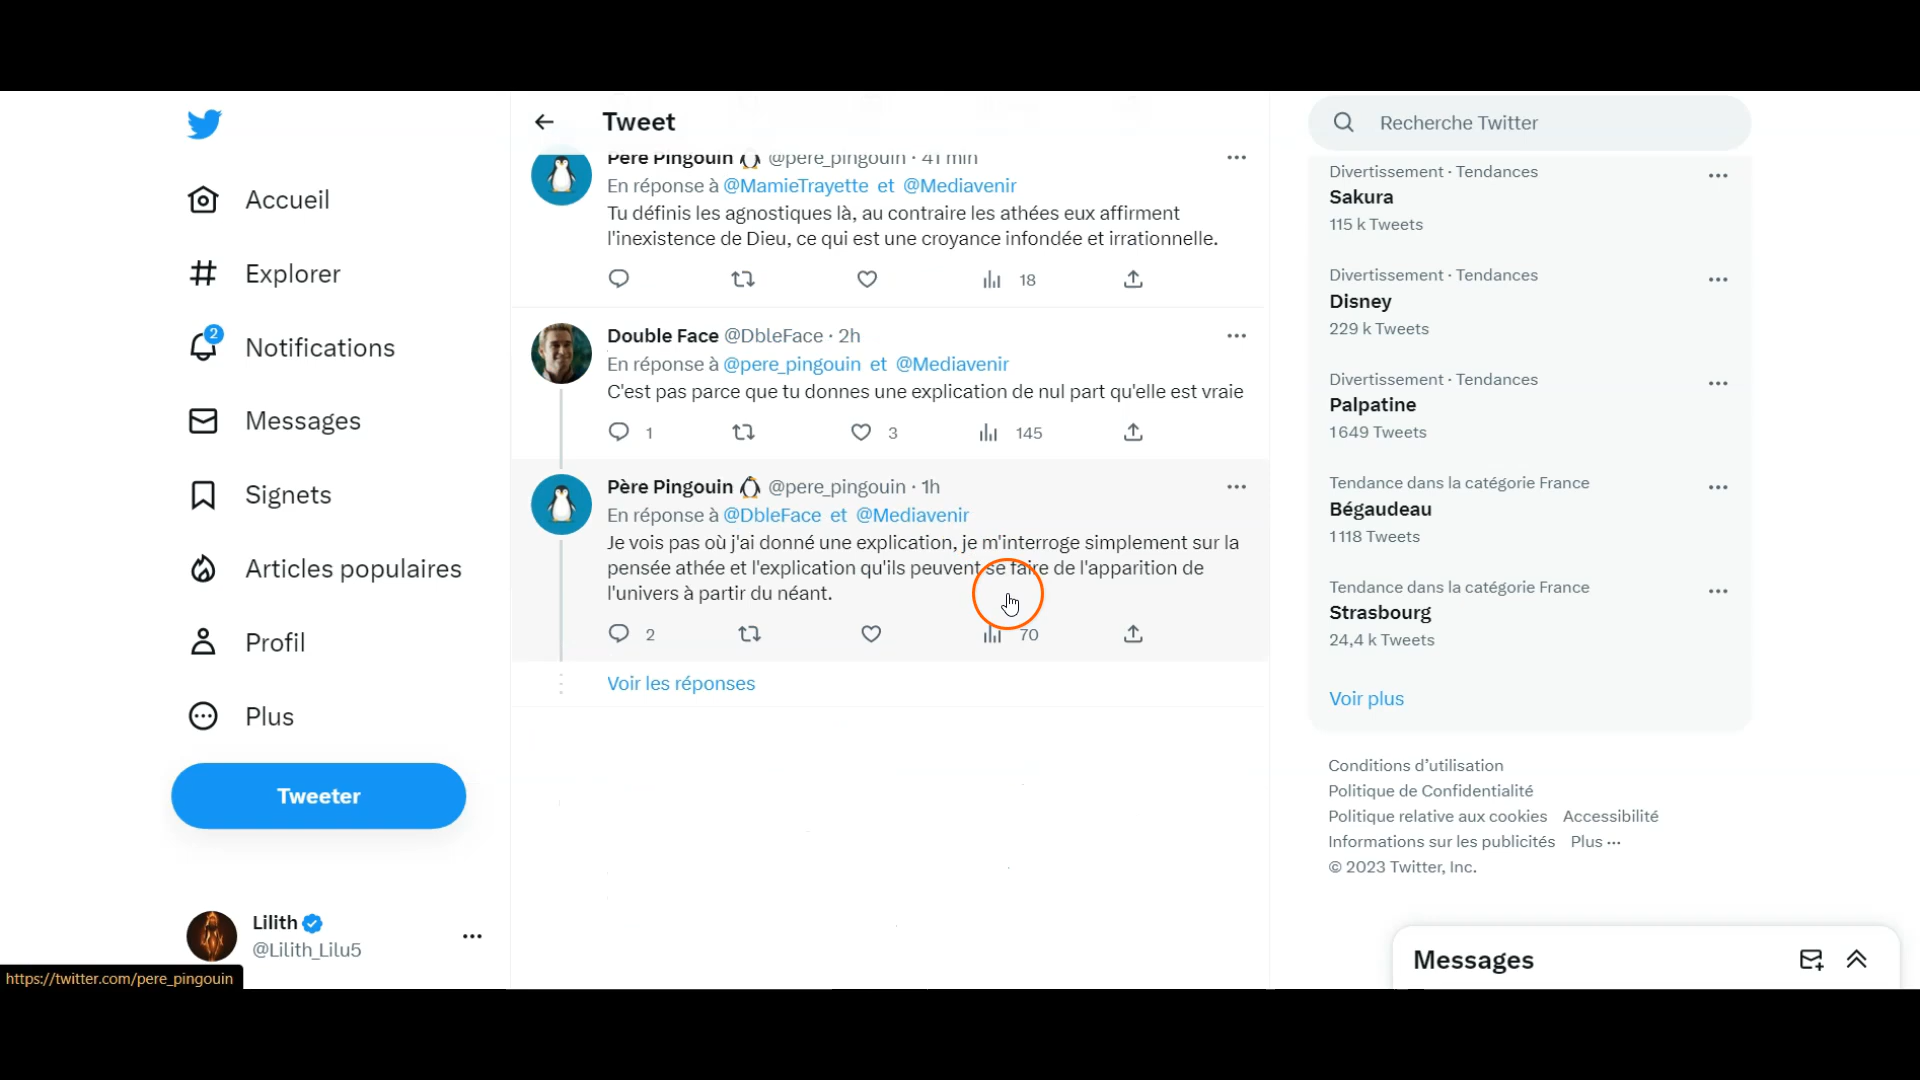 Tweet
Recherche Twitter
Accueil
Explorer
2
Notifications
Messages
Signets
Articles populaires
Profil
Plus
Tweeter
Lilith
@Lilith_Lilu5
https://twitter.com/pere_pingouin
Père Pingouin @pere_pingouin · 41 min
En réponse à @MamieTrayette et @Mediavenir
Tu définis les agnostiques là, au contraire les athées eux affirment
l'inexistence de Dieu, ce qui est une croyance infondée et irrationnelle.
18
Double Face @DbleFace · 2h
En réponse à @pere_pingouin et @Mediavenir
C'est pas parce que tu donnes une explication de nul part qu'elle est vraie
1 3 145
Père Pingouin @pere_pingouin · 1h
En réponse à @DbleFace et @Mediavenir
Je vois pas où j'ai donné une explication, je m'interroge simplement sur la
pensée athée et l'explication qu'ils peuvent se faire de l'apparition de
l'univers à partir du néant.
2 70
Voir les réponses
Divertissement · Tendances
Sakura
115 k Tweets
Divertissement · Tendances
Disney
229 k Tweets
Divertissement · Tendances
Palpatine
1 649 Tweets
Tendance dans la catégorie France
Bégaudeau
1 118 Tweets
Tendance dans la catégorie France
Strasbourg
24,4 k Tweets
Voir plus
Conditions d'utilisation
Politique de Confidentialité
Politique relative aux cookies Accessibilité
Informations sur les publicités Plus ···
© 2023 Twitter, Inc.
Messages